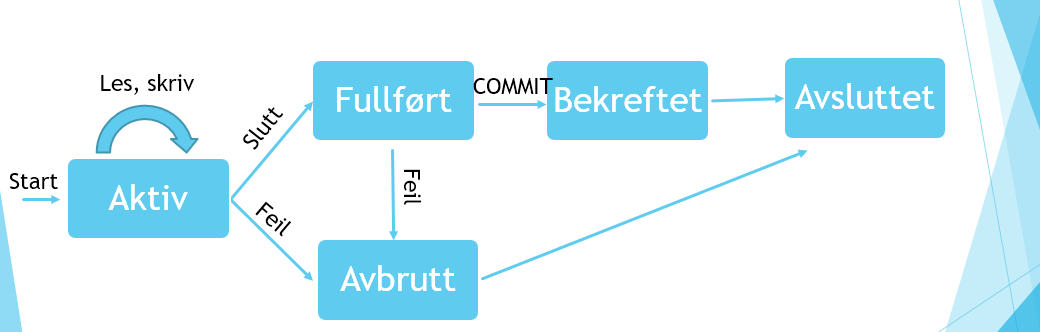 Les, skriv
Start
Aktiv
Slutt
Feil
Fullført
COMMIT
Bekreftet
Avsluttet
Feil
Avbrutt